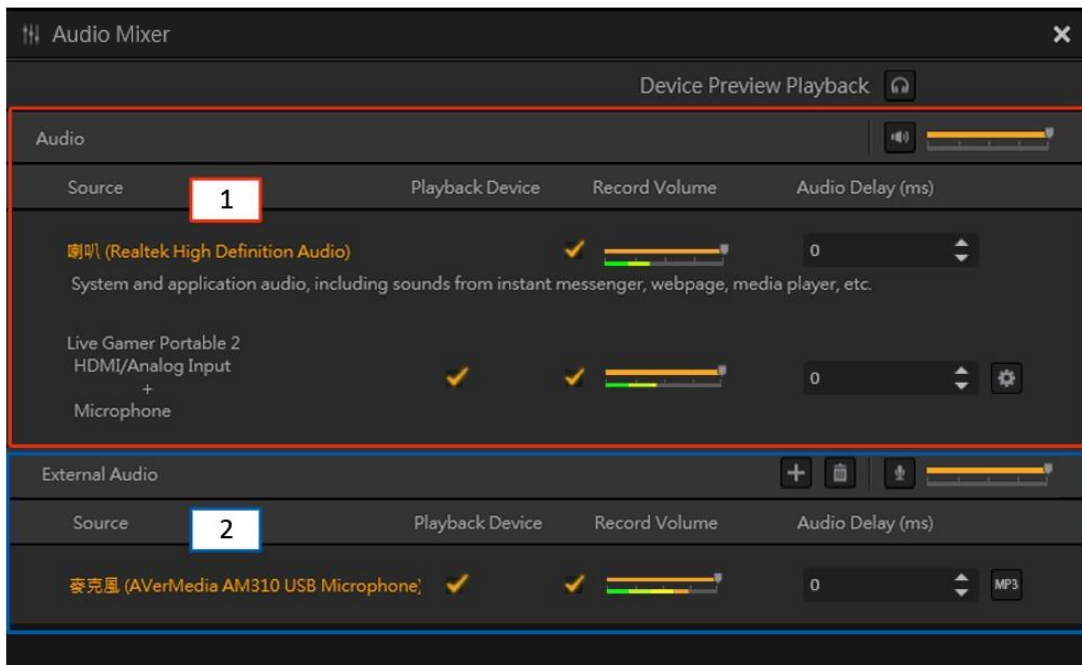 Audio Mixer
Device Preview Playback
Audio
Source 1 Playback Device Record Volume Audio Delay (ms)
喇叭 (Realtek High Definition Audio) 0
System and application audio, including sounds from instant messenger, webpage, media player, etc.
Live Gamer Portable 2
HDMI/Analog Input
+
Microphone
0
External Audio
Source 2 Playback Device Record Volume Audio Delay (ms)
麥克風 (AVerMedia AM310 USB Microphone) 0 MP3